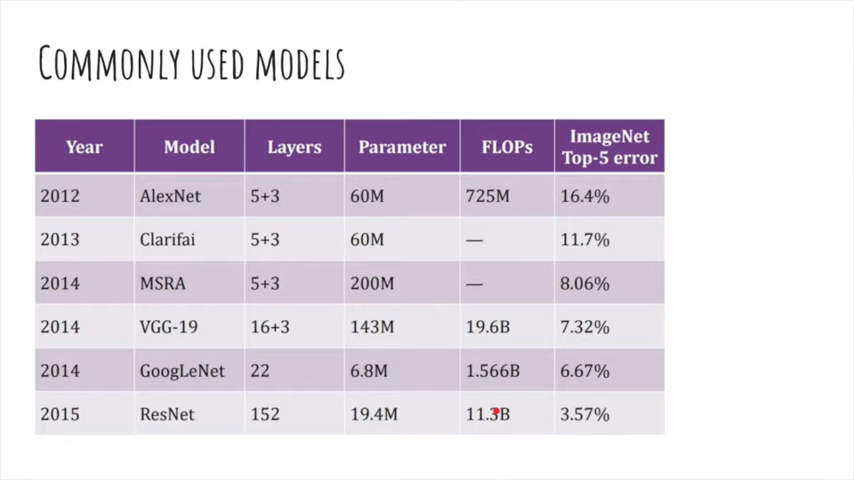 COMMONLY USED MODELS
Year Model Layers Parameter FLOPs ImageNet Top-5 error
2012 AlexNet 5+3 60M 725M 16.4%
2013 Clarifai 5+3 60M — 11.7%
2014 MSRA 5+3 200M — 8.06%
2014 VGG-19 16+3 143M 19.6B 7.32%
2014 GoogLeNet 22 6.8M 1.566B 6.67%
2015 ResNet 152 19.4M 11.3B 3.57%